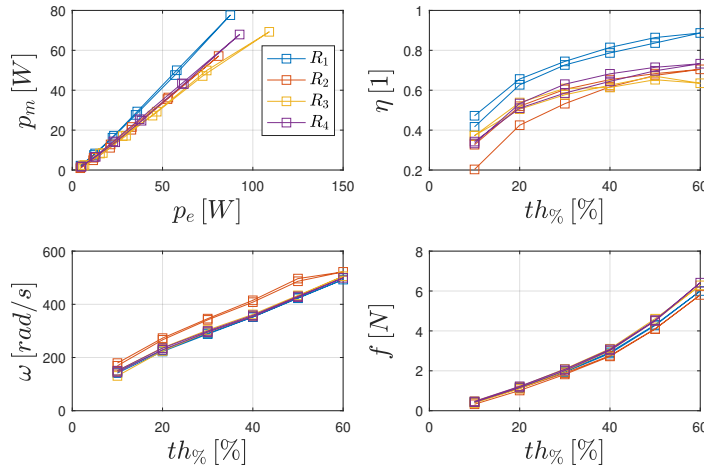 80
60
40
20
0
p_m [W]
0 50 100 150
p_e [W]
R_1
R_2
R_3
R_4
1
0.8
0.6
0.4
0.2
η [1]
0 20 40 60
th_% [%]
600
400
200
0
ω [rad/s]
0 20 40 60
th_% [%]
8
6
4
2
0
f [N]
0 20 40 60
th_% [%]